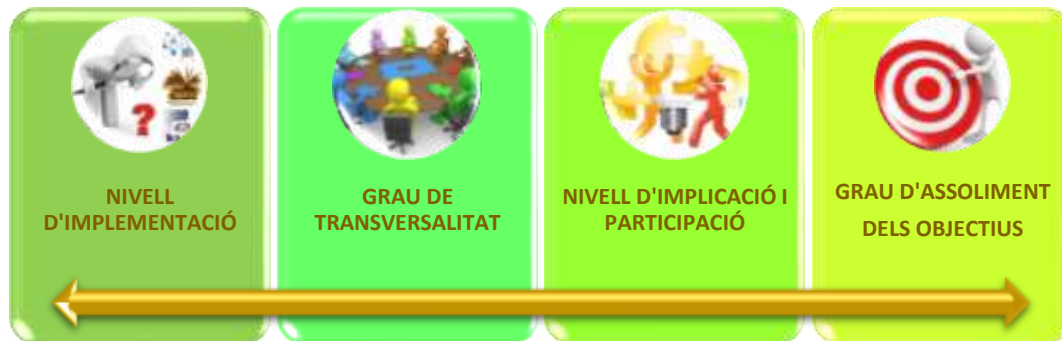 NIVELL
D'IMPLEMENTACIÓ
GRAU DE
TRANSVERSALITAT
NIVELL D'IMPLICACIÓ I
PARTICIPACIÓ
GRAU D'ASSOLIMENT
DELS OBJECTIUS